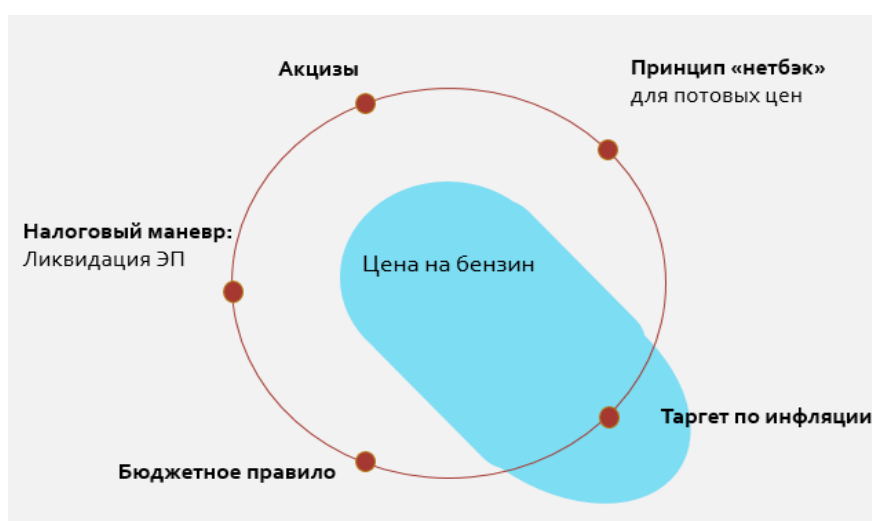 Акцизы
Принцип «нетбэк»
для потовых цен
Налоговый маневр:
Ликвидация ЭП
Цена на бензин
Таргет по инфляции
Бюджетное правило